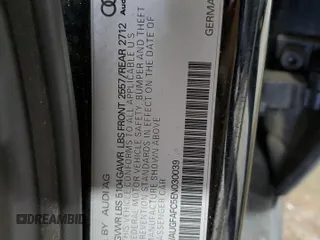 Audi
GERMA
BY AUDI AG
GVWR LBS 5104 GAWR LBS FRONT 2557/REAR 2712
THIS VEHICLE CONFORMS TO ALL APPLICABLE U.S.
FEDERAL MOTOR VEHICLE SAFETY, BUMPER AND THEFT
PREVENTION STANDARDS IN EFFECT ON THE DATE OF
MANUFACTURE SHOWN ABOVE
PASSENGER CAR
WAUGFAFC5EN030039